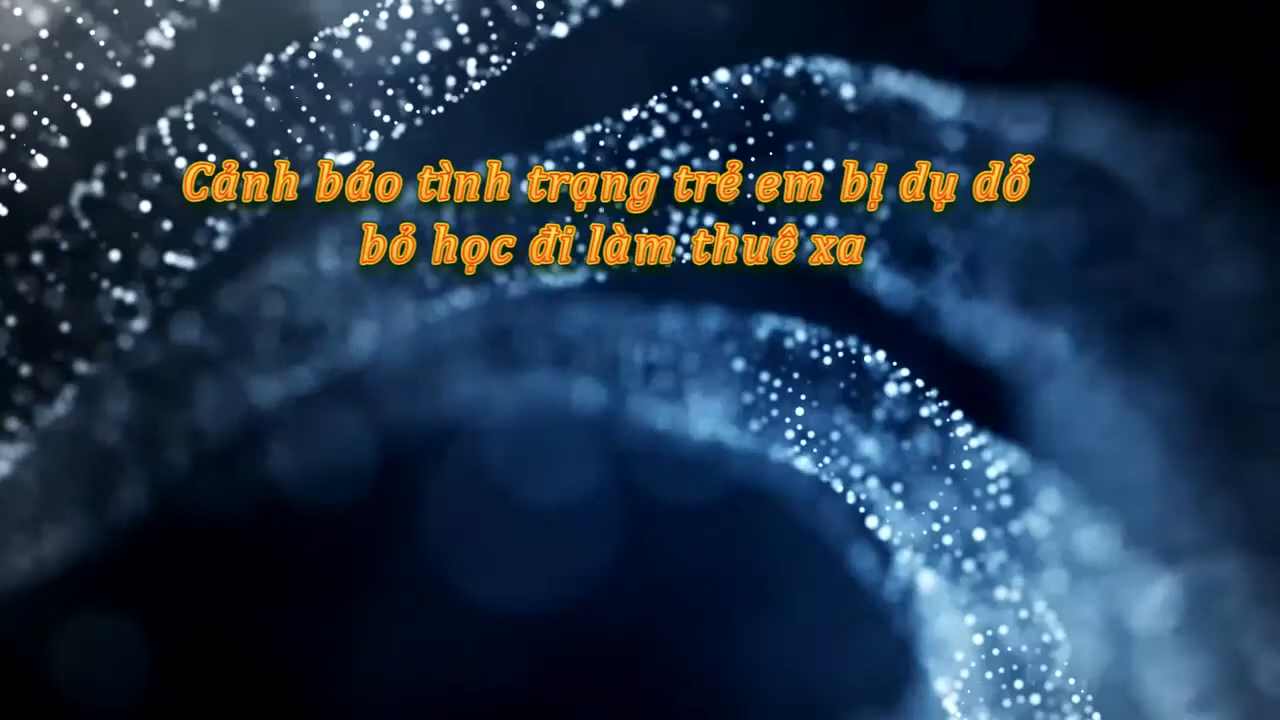 Cảnh báo tình trạng trẻ em bị dụ dỗ
bỏ học đi làm thuê xa